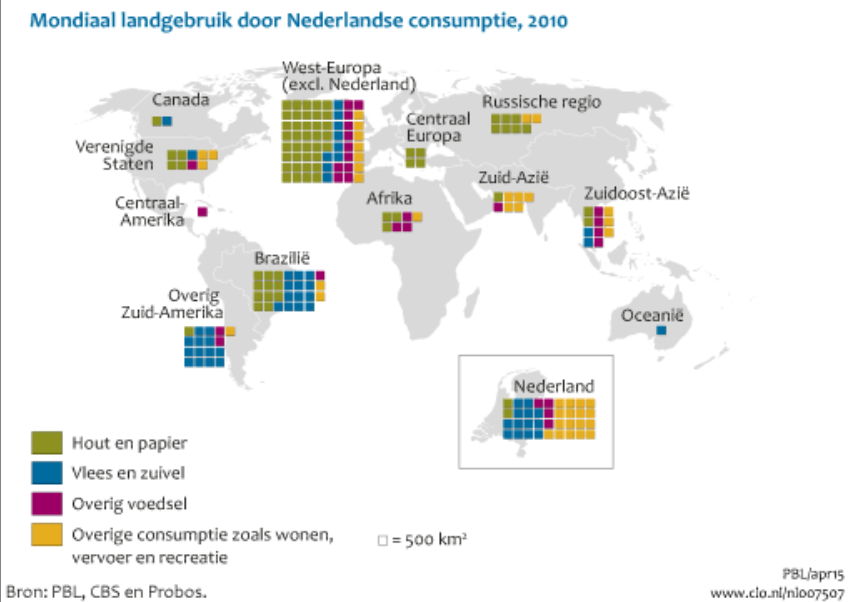 Mondiaal landgebruik door Nederlandse consumptie, 2010
West-Europa
(excl. Nederland)
Canada
Russische regio
Centraal
Europa
Verenigde
Staten
Zuid-Azië
Zuidoost-Azië
Afrika
Centraal-
Amerika
Brazilië
Overig
Zuid-Amerika
Oceanië
Nederland
Hout en papier
Vlees en zuivel
Overig voedsel
Overige consumptie zoals wonen,
vervoer en recreatie
= 500 km²
PBL/apr15
Bron: PBL, CBS en Probos.
www.clo.nl/nl007507